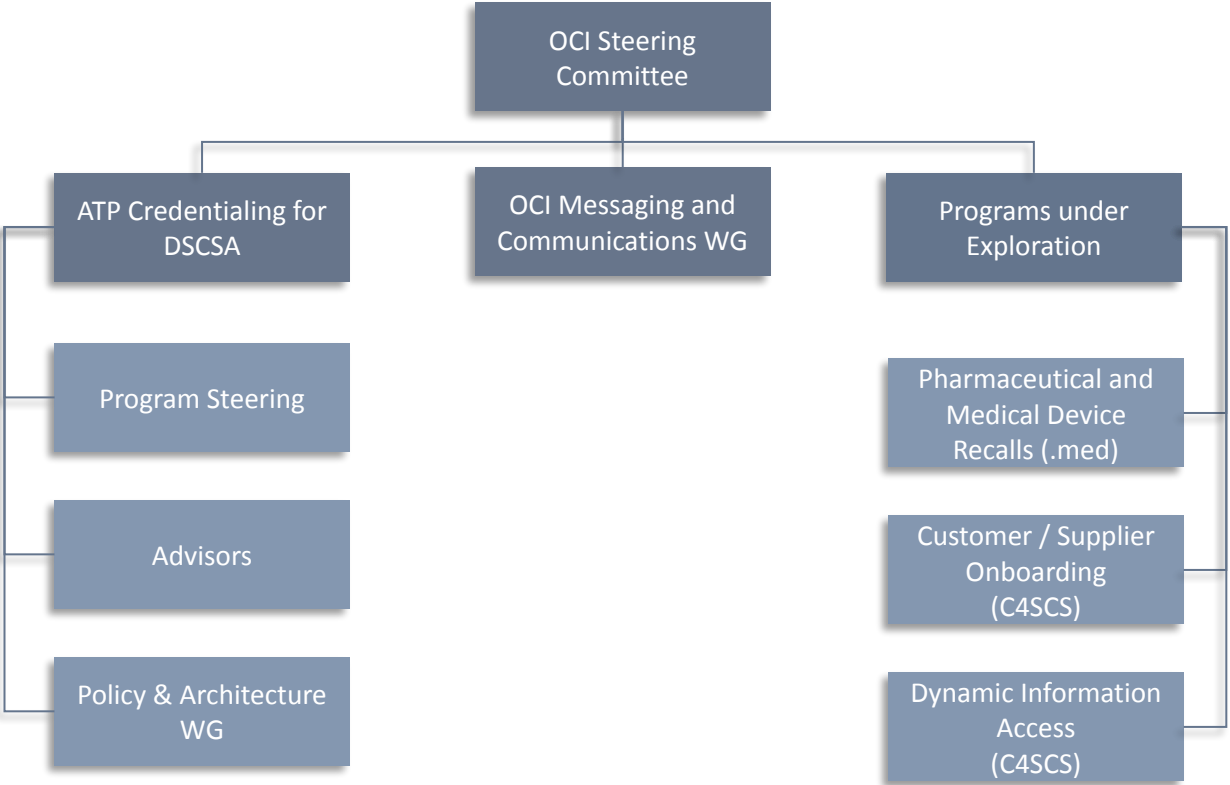 OCI Steering
Committee
ATP Credentialing for
DSCSA
OCI Messaging and
Communications WG
Programs under
Exploration
Program Steering
Advisors
Policy & Architecture
WG
Pharmaceutical and
Medical Device
Recalls (.med)
Customer / Supplier
Onboarding
(C4SCS)
Dynamic Information
Access
(C4SCS)